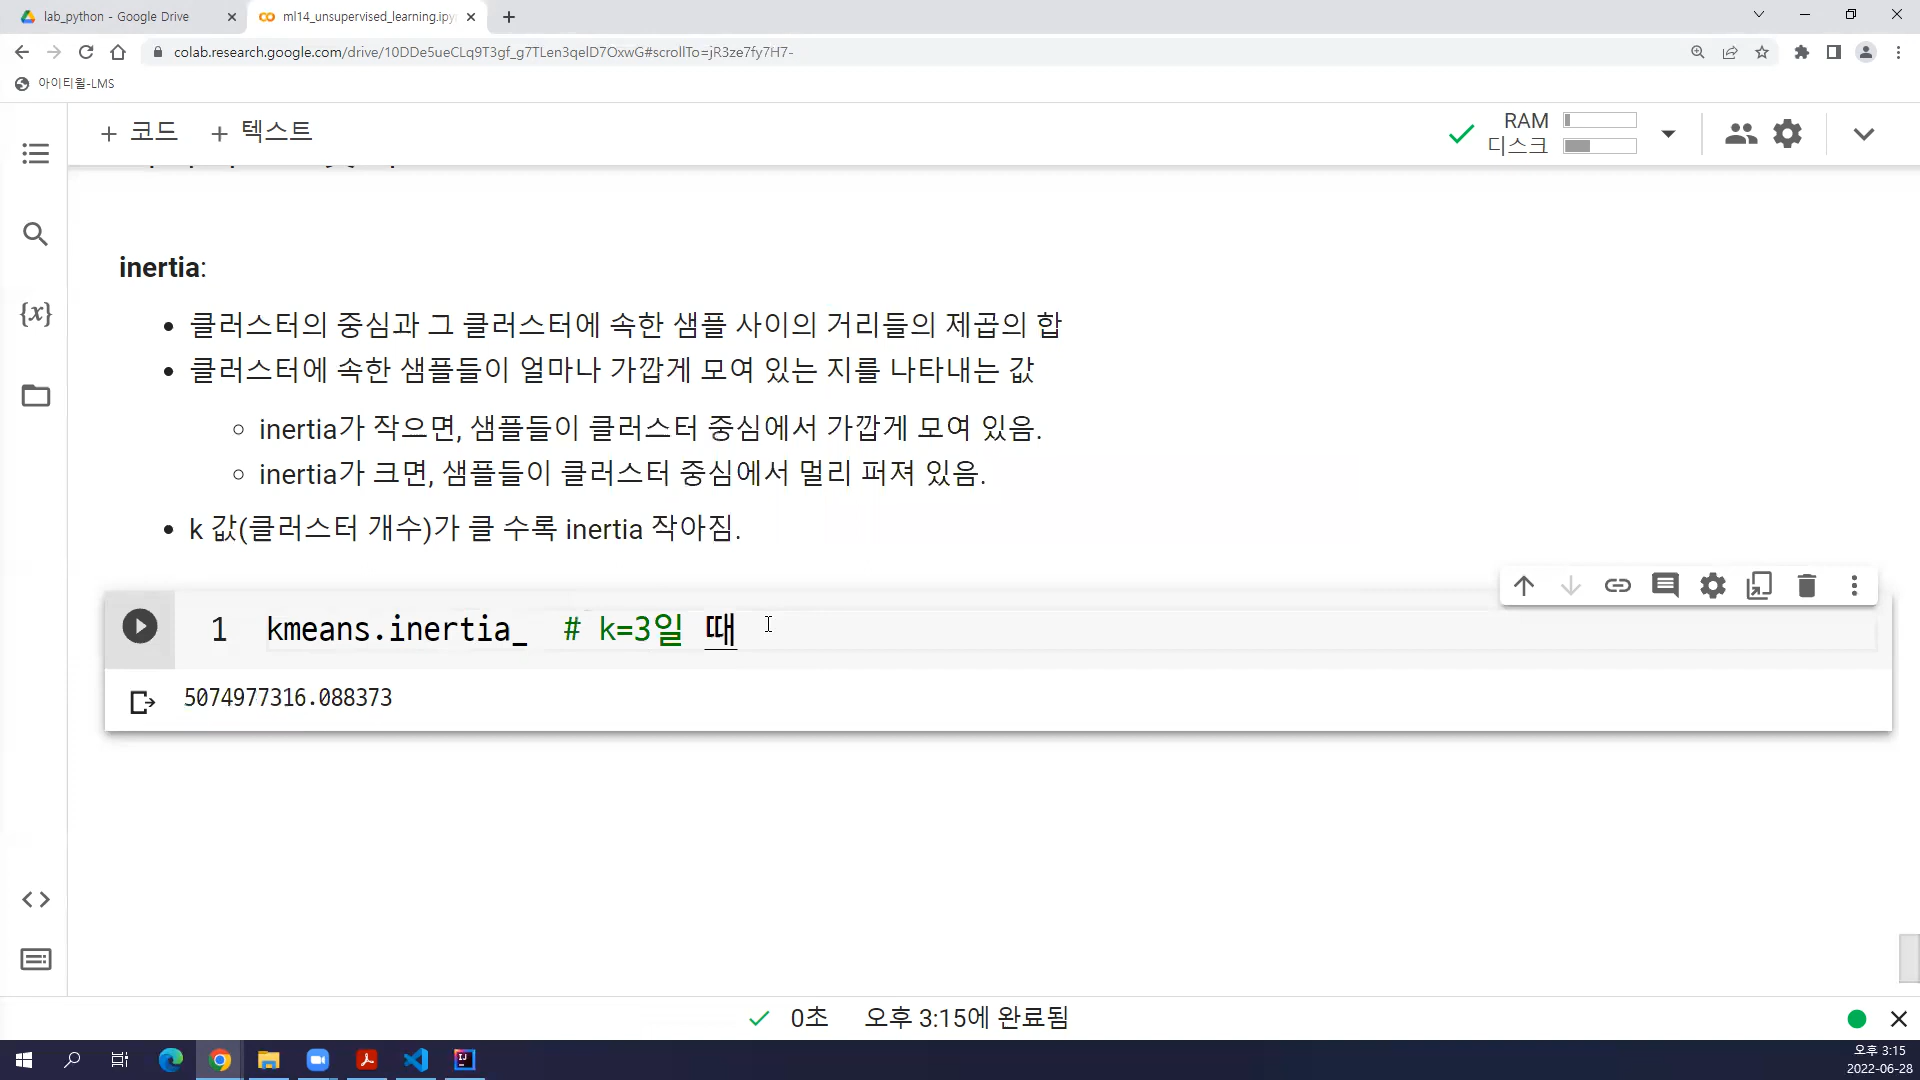 lab_python - Google Drive
ml14_unsupervised_learning.ipy
colab.research.google.com/drive/10DDe5ueCLq9T3gf_g7TLen3qelD7OxwG#scrollTo=jR3ze7fy7H7-
아이티윌-LMS
+ 코드 + 텍스트
RAM
디스크
inertia:
• 클러스터의 중심과 그 클러스터에 속한 샘플 사이의 거리들의 제곱의 합
• 클러스터에 속한 샘플들이 얼마나 가깝게 모여 있는 지를 나타내는 값
◦ inertia가 작으면, 샘플들이 클러스터 중심에서 가깝게 모여 있음.
◦ inertia가 크면, 샘플들이 클러스터 중심에서 멀리 퍼져 있음.
• k 값(클러스터 개수)가 클 수록 inertia 작아짐.
1 kmeans.inertia_ # k=3일 때
5074977316.088373
0초 오후 3:15에 완료됨
오후 3:15
2022-06-28